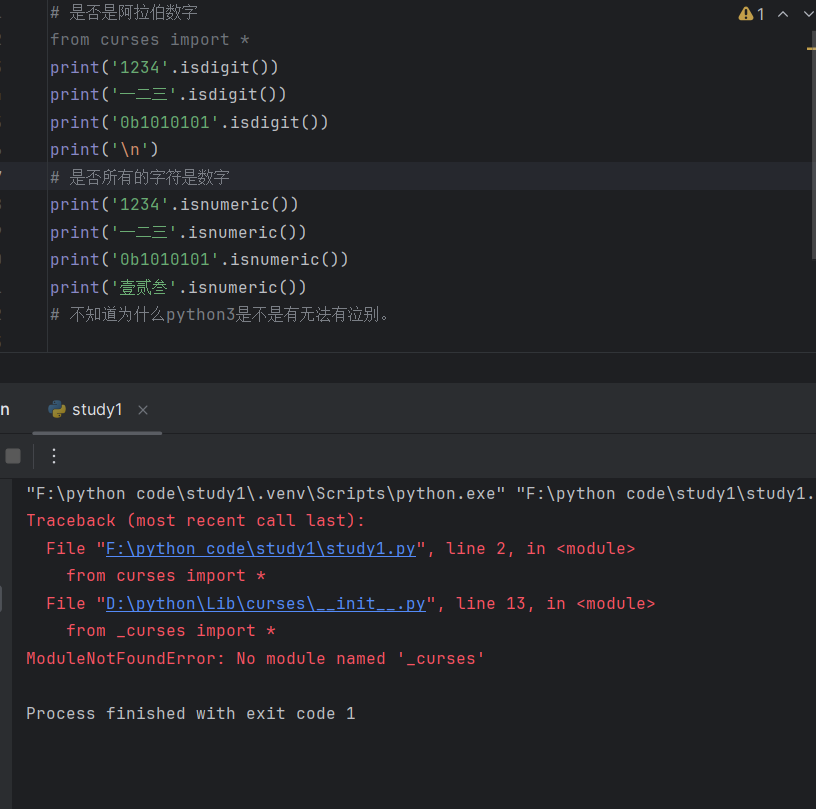 # 是否是阿拉伯数字
1
from curses import *
print('1234'.isdigit())
print('一二三'.isdigit())
print('0b1010101'.isdigit())
print('\n')
# 是否所有的字符是数字
print('1234'.isnumeric())
print('一二三'.isnumeric())
print('0b1010101'.isnumeric())
print('壹贰叁'.isnumeric())
# 不知道为什么python3是不是有无法有泣别。
n
study1
"F:\python code\study1\.venv\Scripts\python.exe" "F:\python code\study1\study1.
Traceback (most recent call last):
File "F:\python code\study1\study1.py", line 2, in <module>
from curses import *
File "D:\python\Lib\curses\__init__.py", line 13, in <module>
from _curses import *
ModuleNotFoundError: No module named '_curses'
Process finished with exit code 1